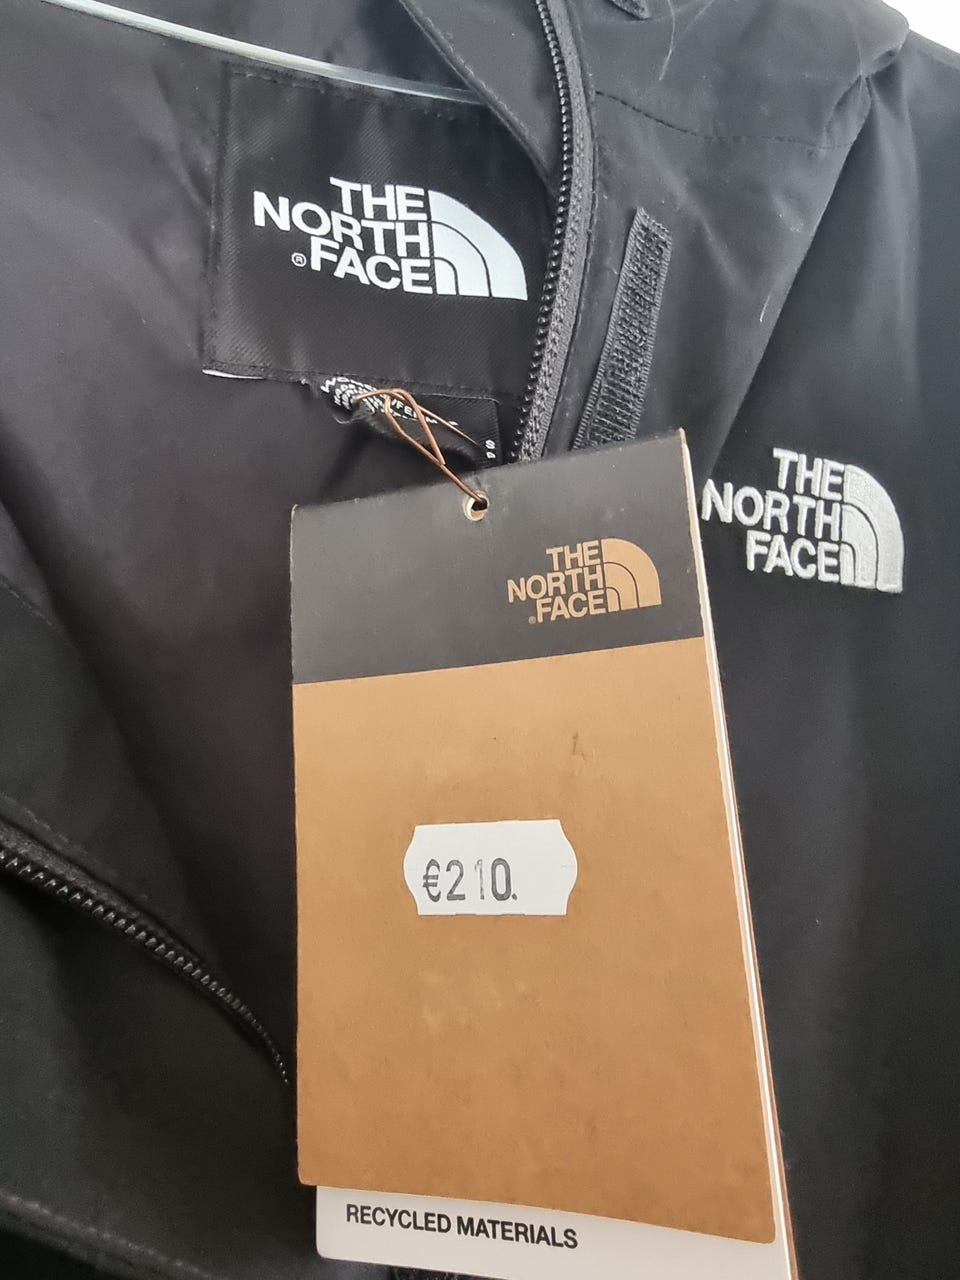 THE
NORTH
®FACE
THE
NORTH
FACE
THE
NORTH
FACE
€210.
RECYCLED MATERIALS